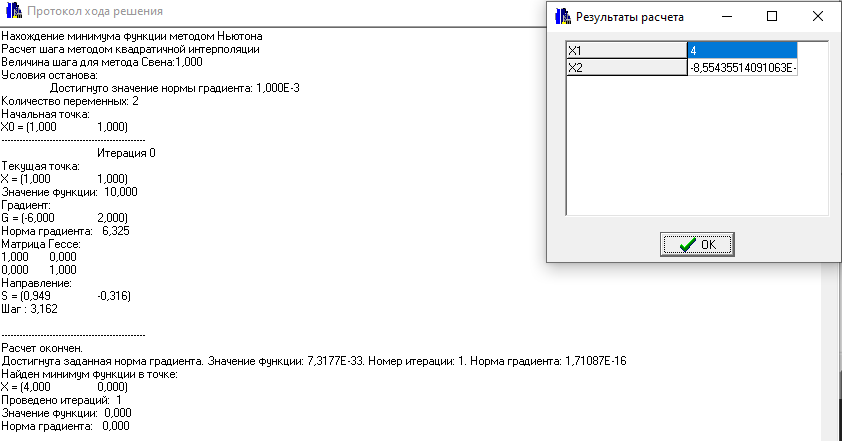 Протокол хода решения
Нахождение минимума функции методом Ньютона
Расчет шага методом квадратичной интерполяции
Величина шага для метода Свена:1,000
Условия останова:
Достигнуто значение нормы градиента: 1,000E-3
Количество переменных: 2
Начальная точка:
X0 = (1,000 1,000)
------------------------------------------------
Итерация 0
Текущая точка:
X = (1,000 1,000)
Значение функции: 10,000
Градиент:
G = (-6,000 2,000)
Норма градиента: 6,325
Матрица Гессе:
1,000 0,000
0,000 1,000
Направление:
S = (0,949 -0,316)
Шаг : 3,162
------------------------------------------------
Расчет окончен.
Достигнута заданная норма градиента. Значение функции: 7,3177E-33. Номер итерации: 1. Норма градиента: 1,71087E-16
Найден минимум функции в точке:
X = (4,000 0,000)
Проведено итераций: 1
Значение функции: 0,000
Норма градиента: 0,000
Результаты расчета
X1 4
X2 -8,55435514091063E-
OK